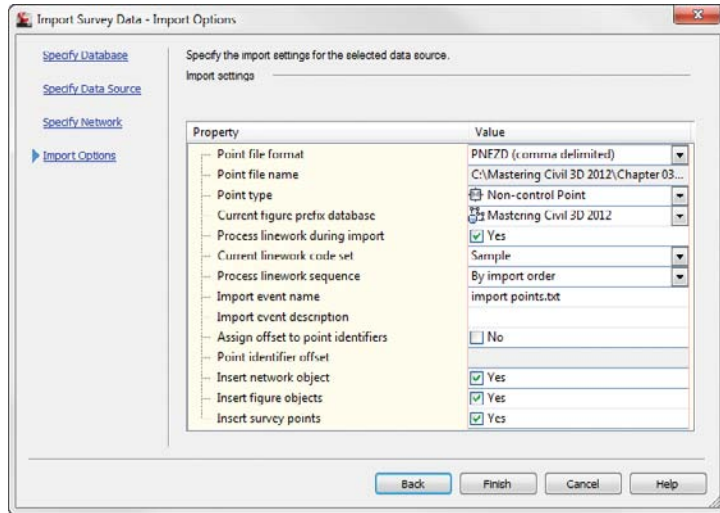 Import Survey Data - Import Options
Specify Database
Specify Data Source
Specify Network
Import Options
Specify the import settings for the selected data source.
Import settings
Property Value
Point file format PNEZD (comma delimited)
Point file name C:\Mastering Civil 3D 2012\Chapter 03...
Point type Non-control Point
Current figure prefix database Mastering Civil 3D 2012
Process linework during import Yes
Current linework code set Sample
Process linework sequence By import order
Import event name import points.txt
Import event description
Assign offset to point identifiers No
Point identifier offset
Insert network object Yes
Insert figure objects Yes
Insert survey points Yes
Back Finish Cancel Help